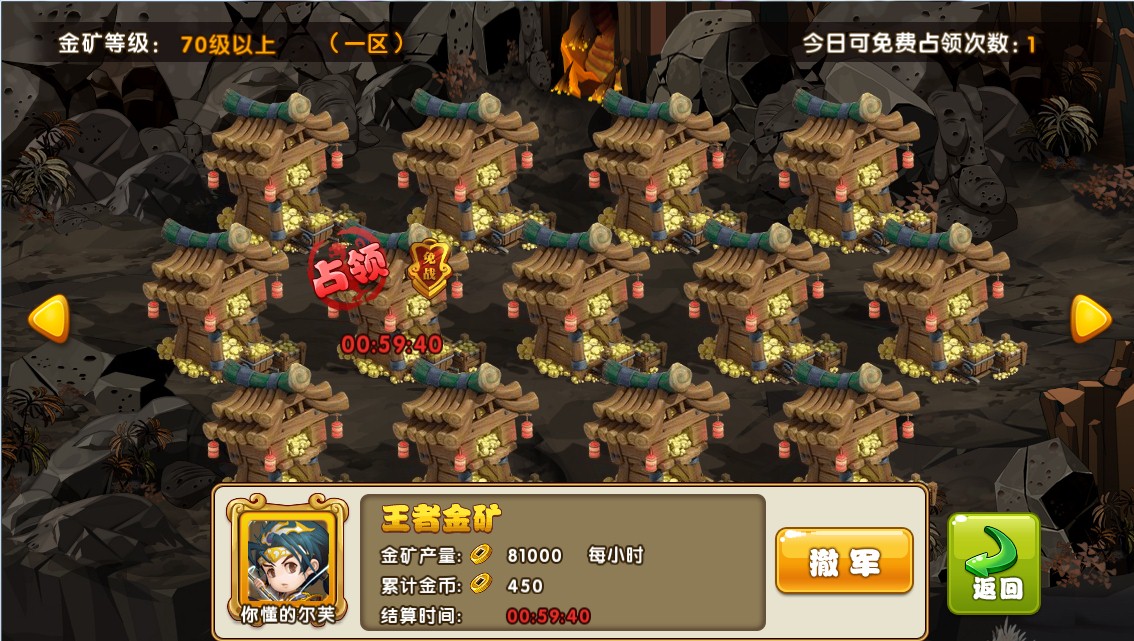 金矿等级： 70级以上 （一区） 今日可免费占领次数: 1
占领
免战
00:59:40
王者金矿
金矿产量: 81000 每小时
累计金币: 450
结算时间: 00:59:40
你懂的尔芙
撤军
返回